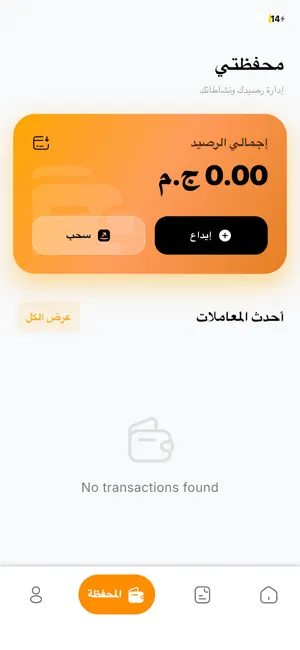 14
محفظتي
إدارة رصيدك ونشاطاتك
إجمالي الرصيد
0.00 ج.م
إيداع
سحب
أحدث المعاملات
عرض الكل
No transactions found
المحفظة